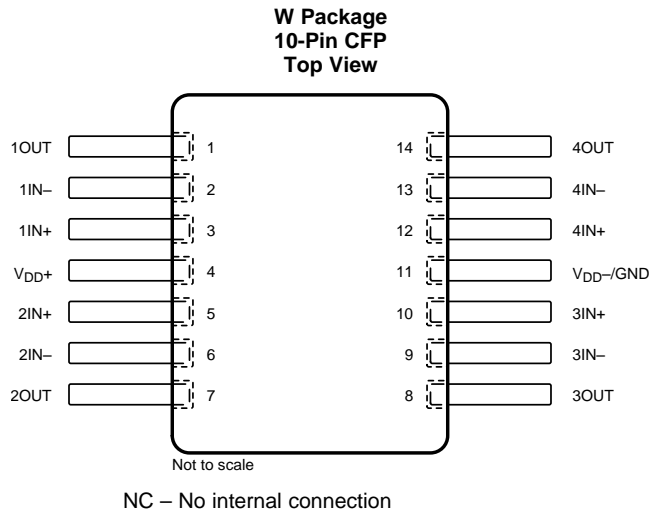 W Package
10-Pin CFP
Top View
1OUT 1 14 4OUT
1IN– 2 13 4IN–
1IN+ 3 12 4IN+
VDD+ 4 11 VDD–/GND
2IN+ 5 10 3IN+
2IN– 6 9 3IN–
2OUT 7 8 3OUT
Not to scale
NC – No internal connection